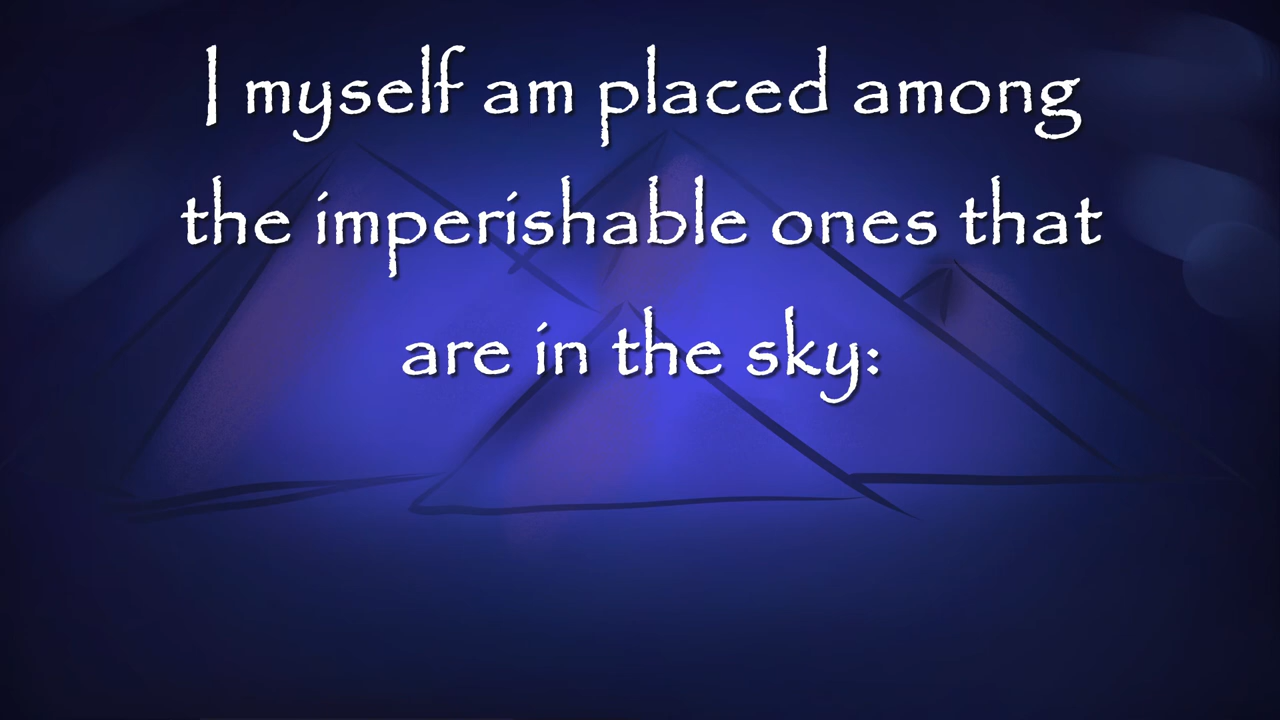 I myself am placed among
the imperishable ones that
are in the sky: